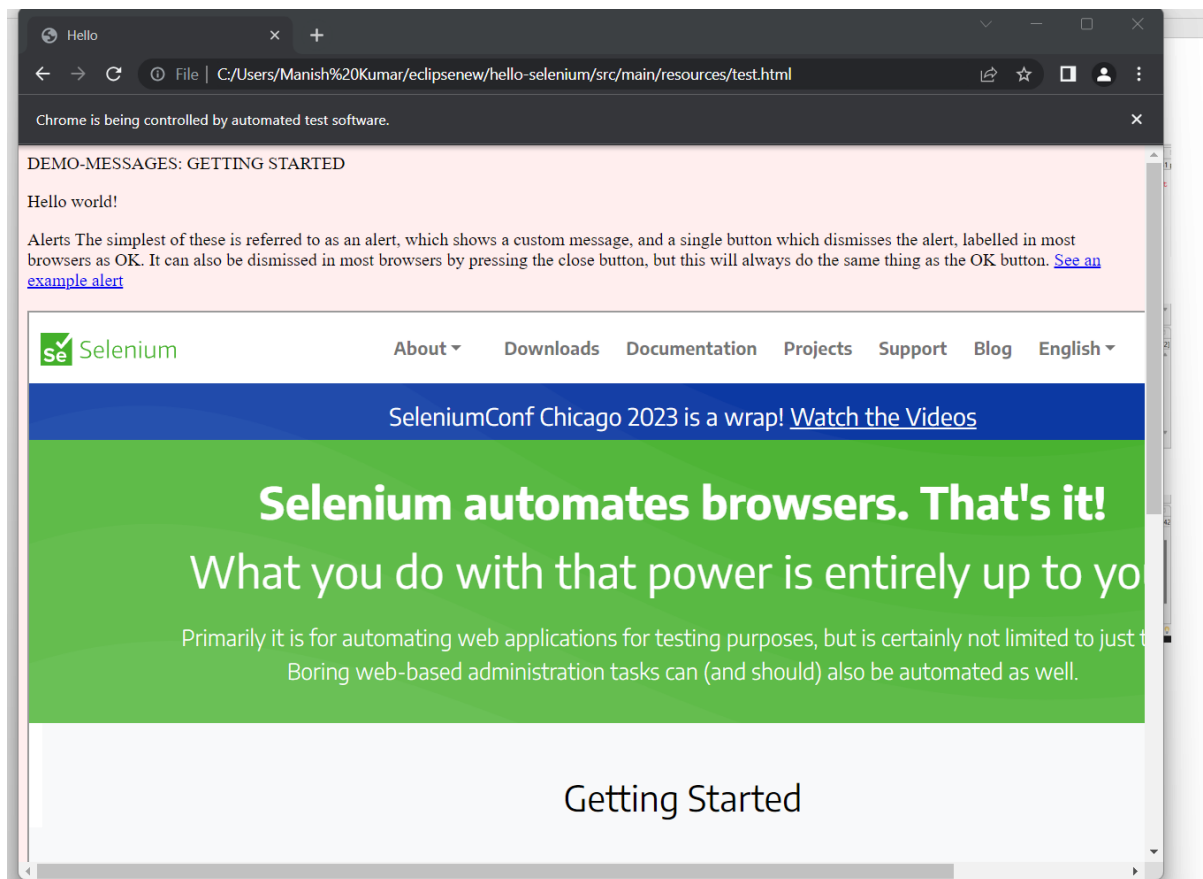 Hello
File | C:/Users/Manish%20Kumar/eclipsenew/hello-selenium/src/main/resources/test.html
Chrome is being controlled by automated test software.
DEMO-MESSAGES: GETTING STARTED
Hello world!
Alerts The simplest of these is referred to as an alert, which shows a custom message, and a single button which dismisses the alert, labelled in most
browsers as OK. It can also be dismissed in most browsers by pressing the close button, but this will always do the same thing as the OK button. See an
example alert
Se Selenium About Downloads Documentation Projects Support Blog English
SeleniumConf Chicago 2023 is a wrap! Watch the Videos
Selenium automates browsers. That's it!
What you do with that power is entirely up to yo
Primarily it is for automating web applications for testing purposes, but is certainly not limited to just t
Boring web-based administration tasks can (and should) also be automated as well.
Getting Started